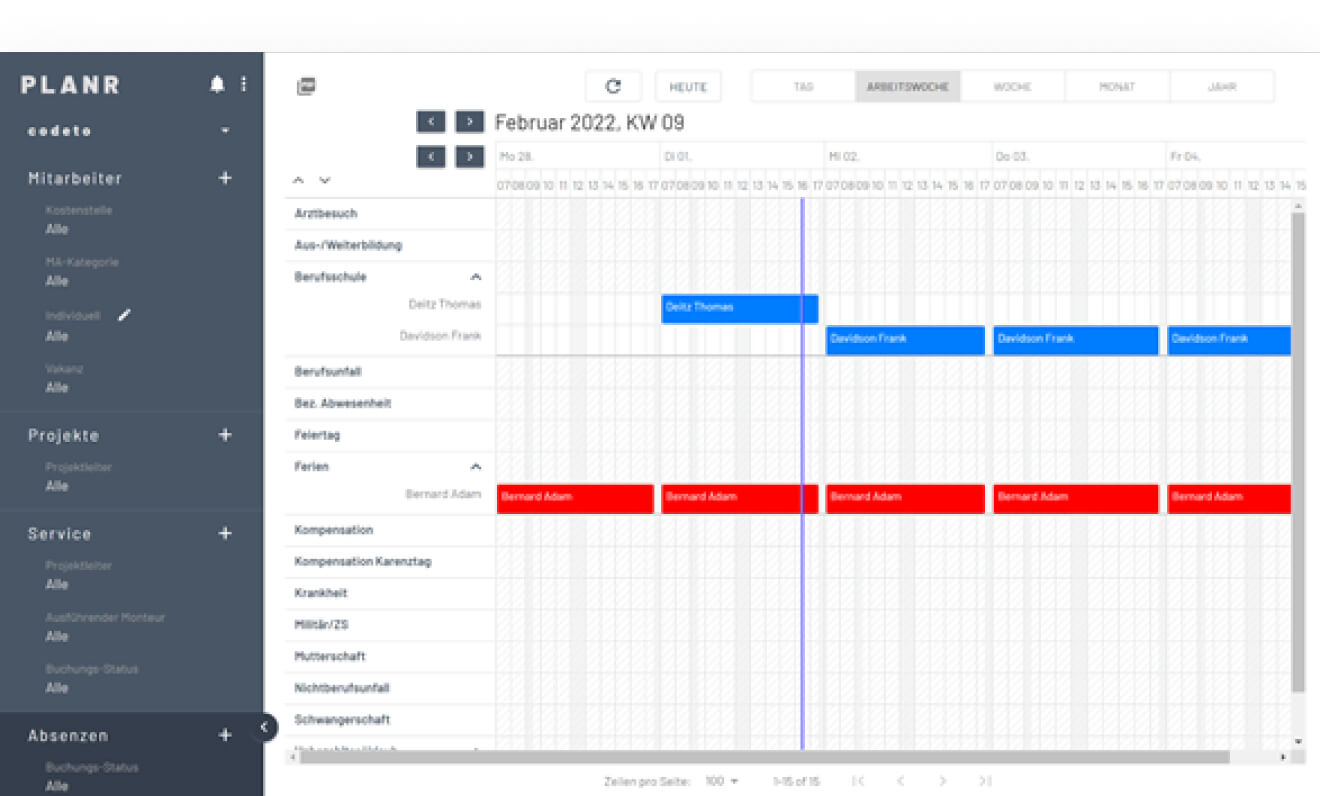 PLANR
codeto
Mitarbeiter
Kostenstelle
Alle
MA-Kategorie
Alle
Individuell
Alle
Vakanz
Alle
Projekte
Projektleiter
Alle
Service
Projektleiter
Alle
Ausführender Monteur
Alle
Buchungs-Status
Alle
Absenzen
Buchungs-Status
Alle
HEUTE TAG ARBEITSWOCHE WOCHE MONAT JAHR
Februar 2022, KW 09
Mo 28. Di 01. Mi 02. Do 03. Fr 04.
07 08 09 10 11 12 13 14 15 16 17 07 08 09 10 11 12 13 14 15 16 17 07 08 09 10 11 12 13 14 15 16 17 07 08 09 10 11 12 13 14 15 16 17 07 08 09 10 11 12 13 14 15
Arztbesuch
Aus-/Weiterbildung
Berufsschule
Deitz Thomas Deitz Thomas
Davidson Frank Davidson Frank Davidson Frank Davidson Frank
Berufsunfall
Bez. Abwesenheit
Feiertag
Ferien
Bernard Adam Bernard Adam Bernard Adam Bernard Adam Bernard Adam Bernard Adam
Kompensation
Kompensation Karenztag
Krankheit
Militär/ZS
Mutterschaft
Nichtberufsunfall
Schwangerschaft
Zeilen pro Seite: 100 1-15 of 15